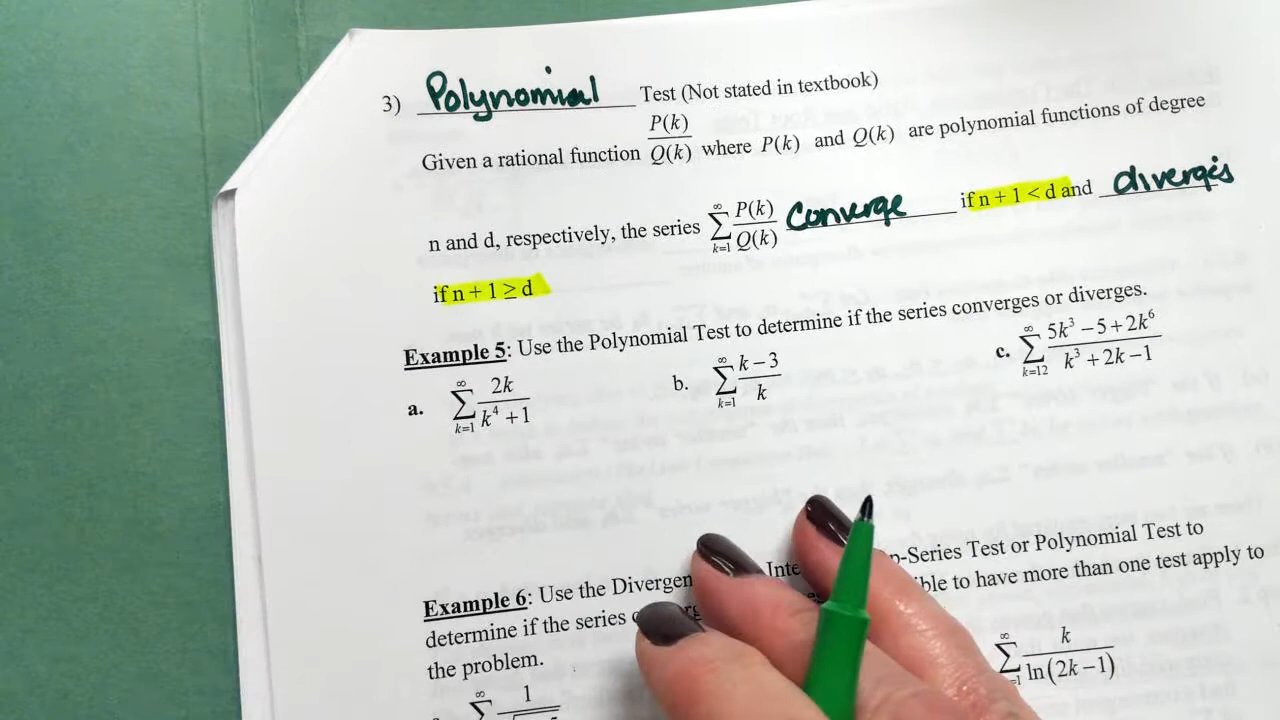 3) Polynomial Test (Not stated in textbook)
Given a rational function P(k)/Q(k) where P(k) and Q(k) are polynomial functions of degree
n and d, respectively, the series ∑_{k=1}^{∞} P(k)/Q(k) Converge if n + 1 < d and diverges
if n + 1 ≥ d
Example 5: Use the Polynomial Test to determine if the series converges or diverges.
a. ∑_{k=1}^{∞} 2k/(k^4 + 1) b. ∑_{k=1}^{∞} (k − 3)/k c. ∑_{k=12}^{∞} (5k^3 − 5 + 2k^6)/(k^3 + 2k − 1)
Example 6: Use the p-Series Test or Polynomial Test to
determine if the series to have more than one test apply to
the problem.
∑ 1 ∑^{∞} k/ln(2k − 1)